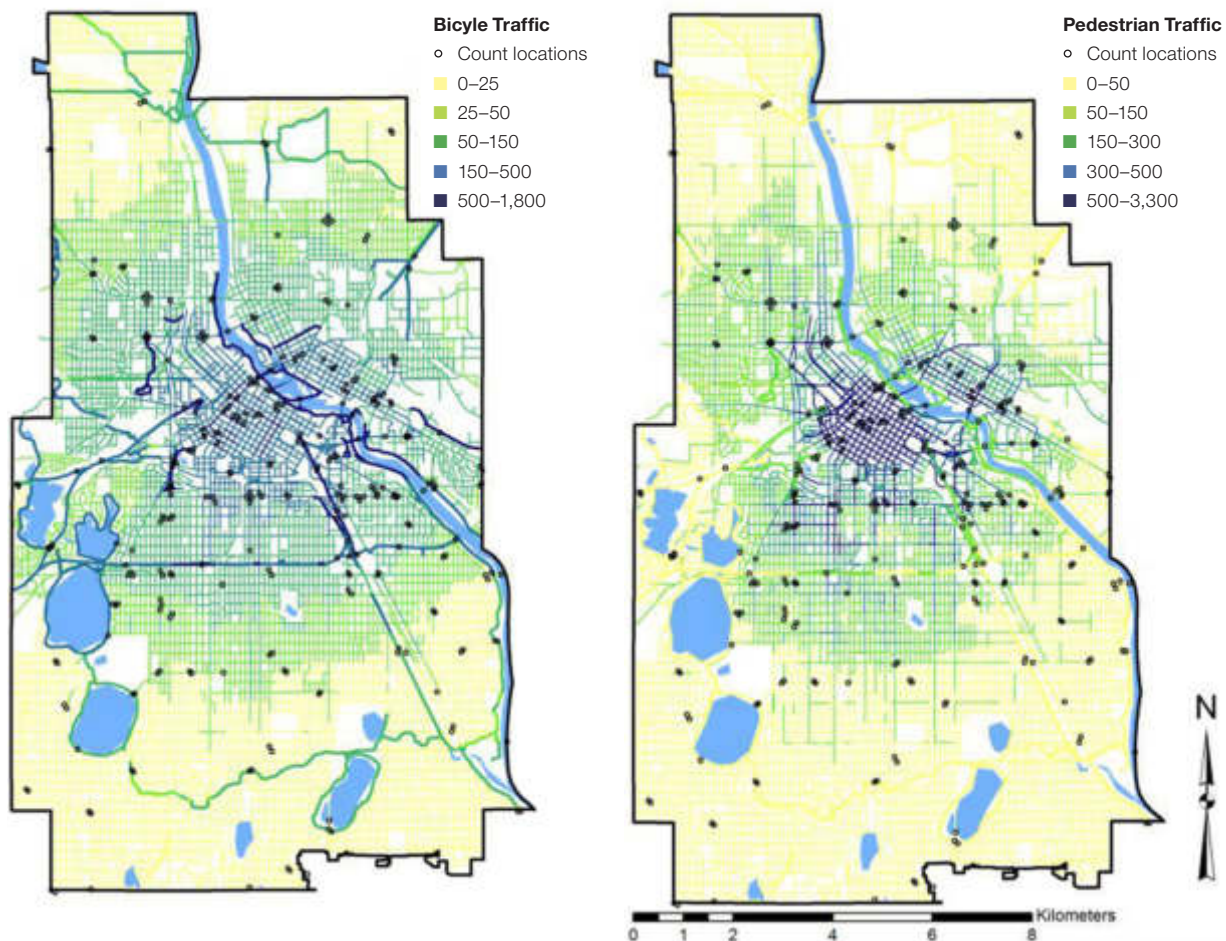 Bicyle Traffic
Count locations
0–25
25–50
50–150
150–500
500–1,800
Pedestrian Traffic
Count locations
0–50
50–150
150–300
300–500
500–3,300
N
Kilometers
0 1 2 4 6 8